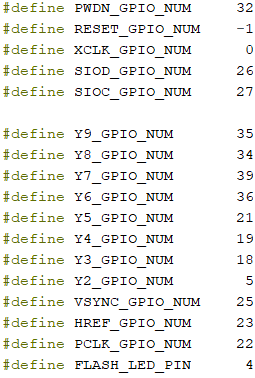 #define PWDN_GPIO_NUM     32
#define RESET_GPIO_NUM    -1
#define XCLK_GPIO_NUM      0
#define SIOD_GPIO_NUM     26
#define SIOC_GPIO_NUM     27

#define Y9_GPIO_NUM       35
#define Y8_GPIO_NUM       34
#define Y7_GPIO_NUM       39
#define Y6_GPIO_NUM       36
#define Y5_GPIO_NUM       21
#define Y4_GPIO_NUM       19
#define Y3_GPIO_NUM       18
#define Y2_GPIO_NUM        5
#define VSYNC_GPIO_NUM    25
#define HREF_GPIO_NUM     23
#define PCLK_GPIO_NUM     22
#define FLASH_LED_PIN      4